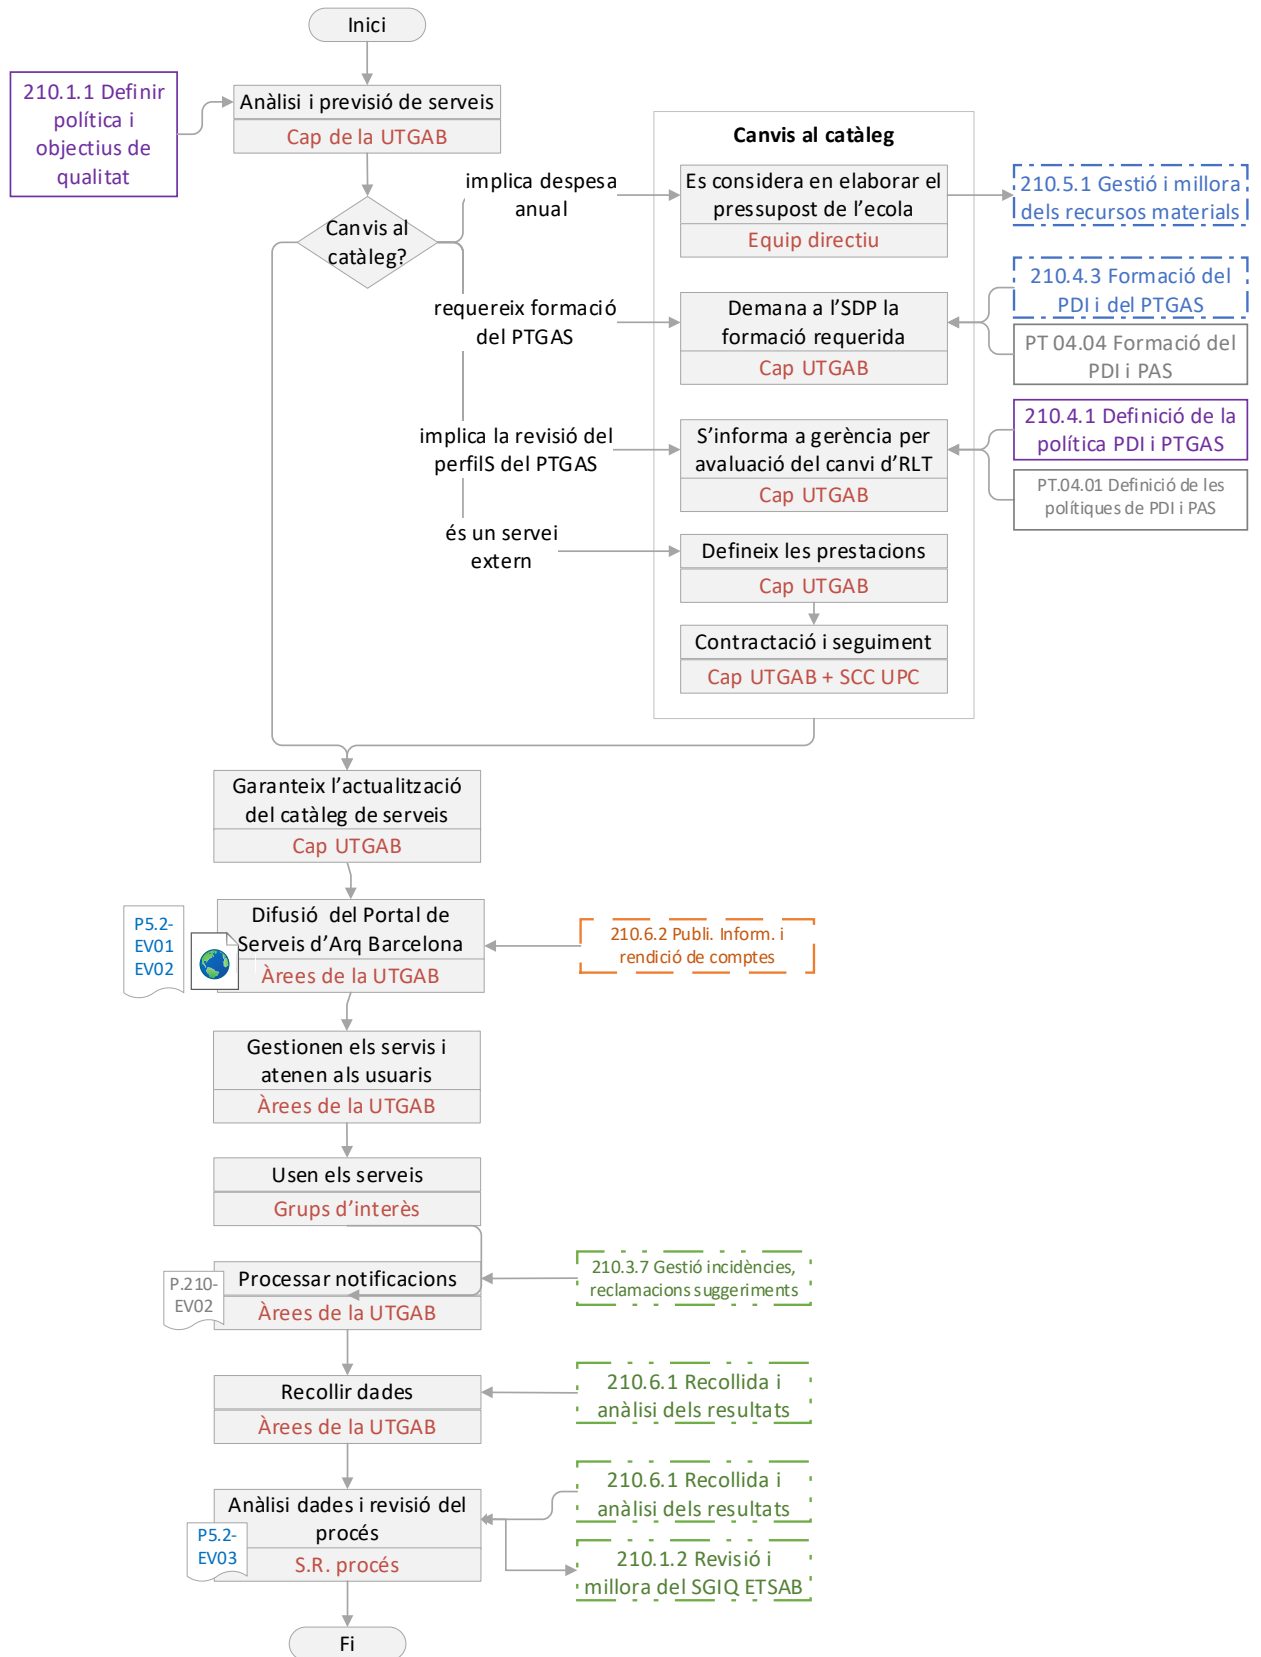 Inici
210.1.1 Definir
política i
objectius de
qualitat
Anàlisi i previsió de serveis
Cap de la UTGAB
Canvis al
catàleg?
implica despesa
anual
requereix formació
del PTGAS
implica la revisió del
perfilS del PTGAS
és un servei
extern
Canvis al catàleg
Es considera en elaborar el
pressupost de l’ecola
Equip directiu
Demana a l’SDP la
formació requerida
Cap UTGAB
S’informa a gerència per
avaluació del canvi d’RLT
Cap UTGAB
Defineix les prestacions
Cap UTGAB
Contractació i seguiment
Cap UTGAB + SCC UPC
210.5.1 Gestió i millora
dels recursos materials
210.4.3 Formació del
PDI i del PTGAS
PT 04.04 Formació del
PDI i PAS
210.4.1 Definició de la
política PDI i PTGAS
PT.04.01 Definició de les
polítiques de PDI i PAS
Garanteix l’actualització
del catàleg de serveis
Cap UTGAB
P5.2-
EV01
EV02
Difusió del Portal de
Serveis d’Arq Barcelona
Àrees de la UTGAB
210.6.2 Publi. Inform. i
rendició de comptes
Gestionen els servis i
atenen als usuaris
Àrees de la UTGAB
Usen els serveis
Grups d’interès
P.210-
EV02
Processar notificacions
Àrees de la UTGAB
210.3.7 Gestió incidències,
reclamacions suggeriments
Recollir dades
Àrees de la UTGAB
210.6.1 Recollida i
anàlisi dels resultats
P5.2-
EV03
Anàlisi dades i revisió del
procés
S.R. procés
210.6.1 Recollida i
anàlisi dels resultats
210.1.2 Revisió i
millora del SGIQ ETSAB
Fi